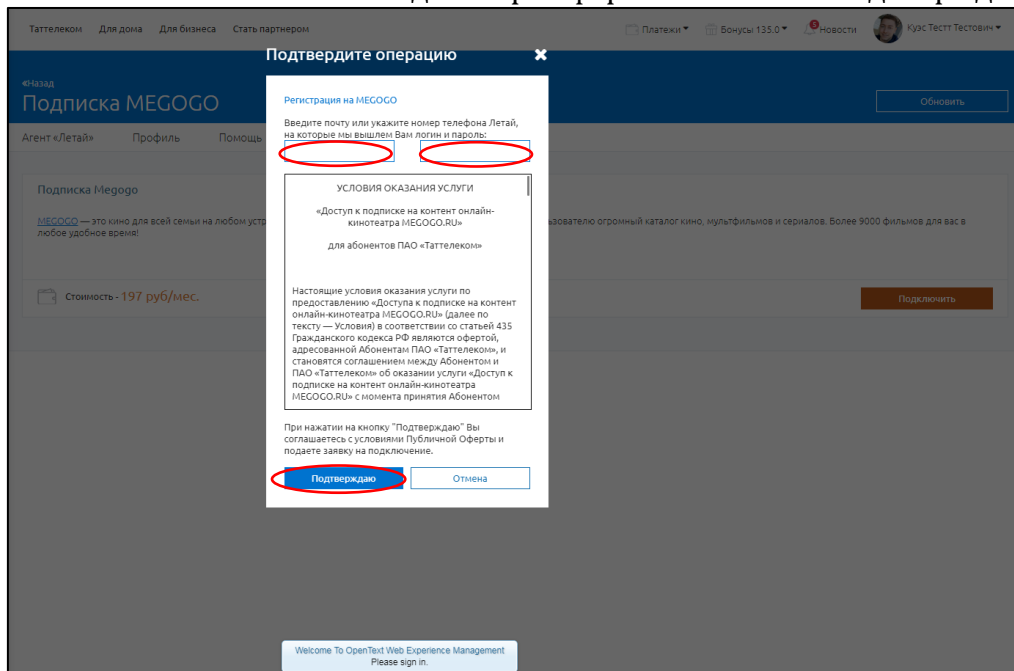 Таттелеком Для дома Для бизнеса Стать партнером Платежи Бонусы 135.0 5 Новости Куэс Тестт Тестович
«Назад
Подписка MEGOGO
Обновить
Агент «Летай» Профиль Помощь
Подписка Megogo
MEGOGO — это кино для всей семьи на любом устр
ьзователю огромный каталог кино, мультфильмов и сериалов. Более 9000 фильмов для вас в
любое удобное время!
Стоимость - 197 руб/мес.
Подключить
Подтвердите операцию
Регистрация на MEGOGO
Введите почту или укажите номер телефона Летай,
на которые мы вышлем Вам логин и пароль:
УСЛОВИЯ ОКАЗАНИЯ УСЛУГИ
«Доступ к подписке на контент онлайн-
кинотеатра MEGOGO.RU»
для абонентов ПАО «Таттелеком»
Настоящие условия оказания услуги по
предоставлению «Доступа к подписке на контент
онлайн-кинотеатра MEGOGO.RU» (далее по
тексту — Условия) в соответствии со статьей 435
Гражданского кодекса РФ являются офертой,
адресованной Абонентам ПАО «Таттелеком», и
становятся соглашением между Абонентом и
ПАО «Таттелеком» об оказании услуги «Доступ к
подписке на контент онлайн-кинотеатра
MEGOGO.RU» с момента принятия Абонентом
При нажатии на кнопку "Подтверждаю" Вы
соглашаетесь с условиями Публичной Оферты и
подаете заявку на подключение.
Подтверждаю Отмена
Welcome To OpenText Web Experience Management
Please sign in.